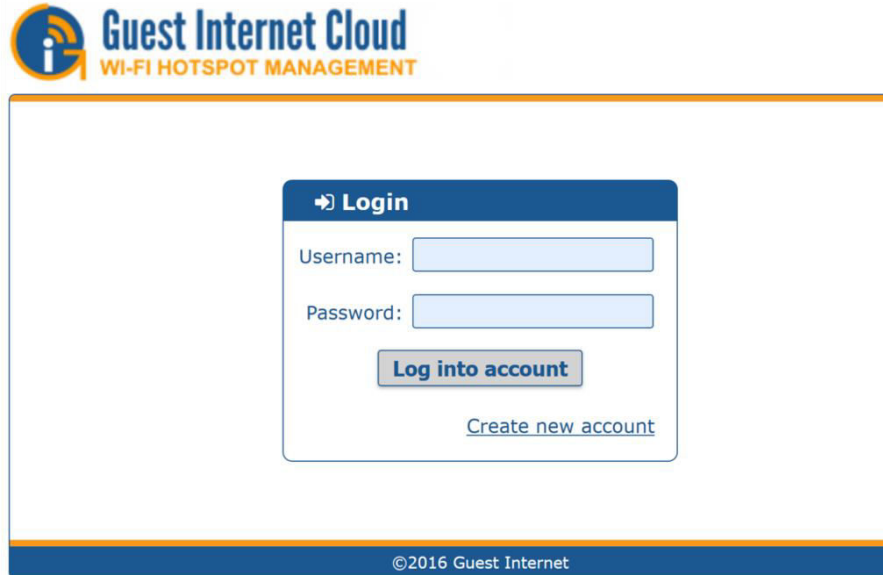 Guest Internet Cloud
WI-FI HOTSPOT MANAGEMENT
Login
Username:
Password:
Log into account
Create new account
©2016 Guest Internet